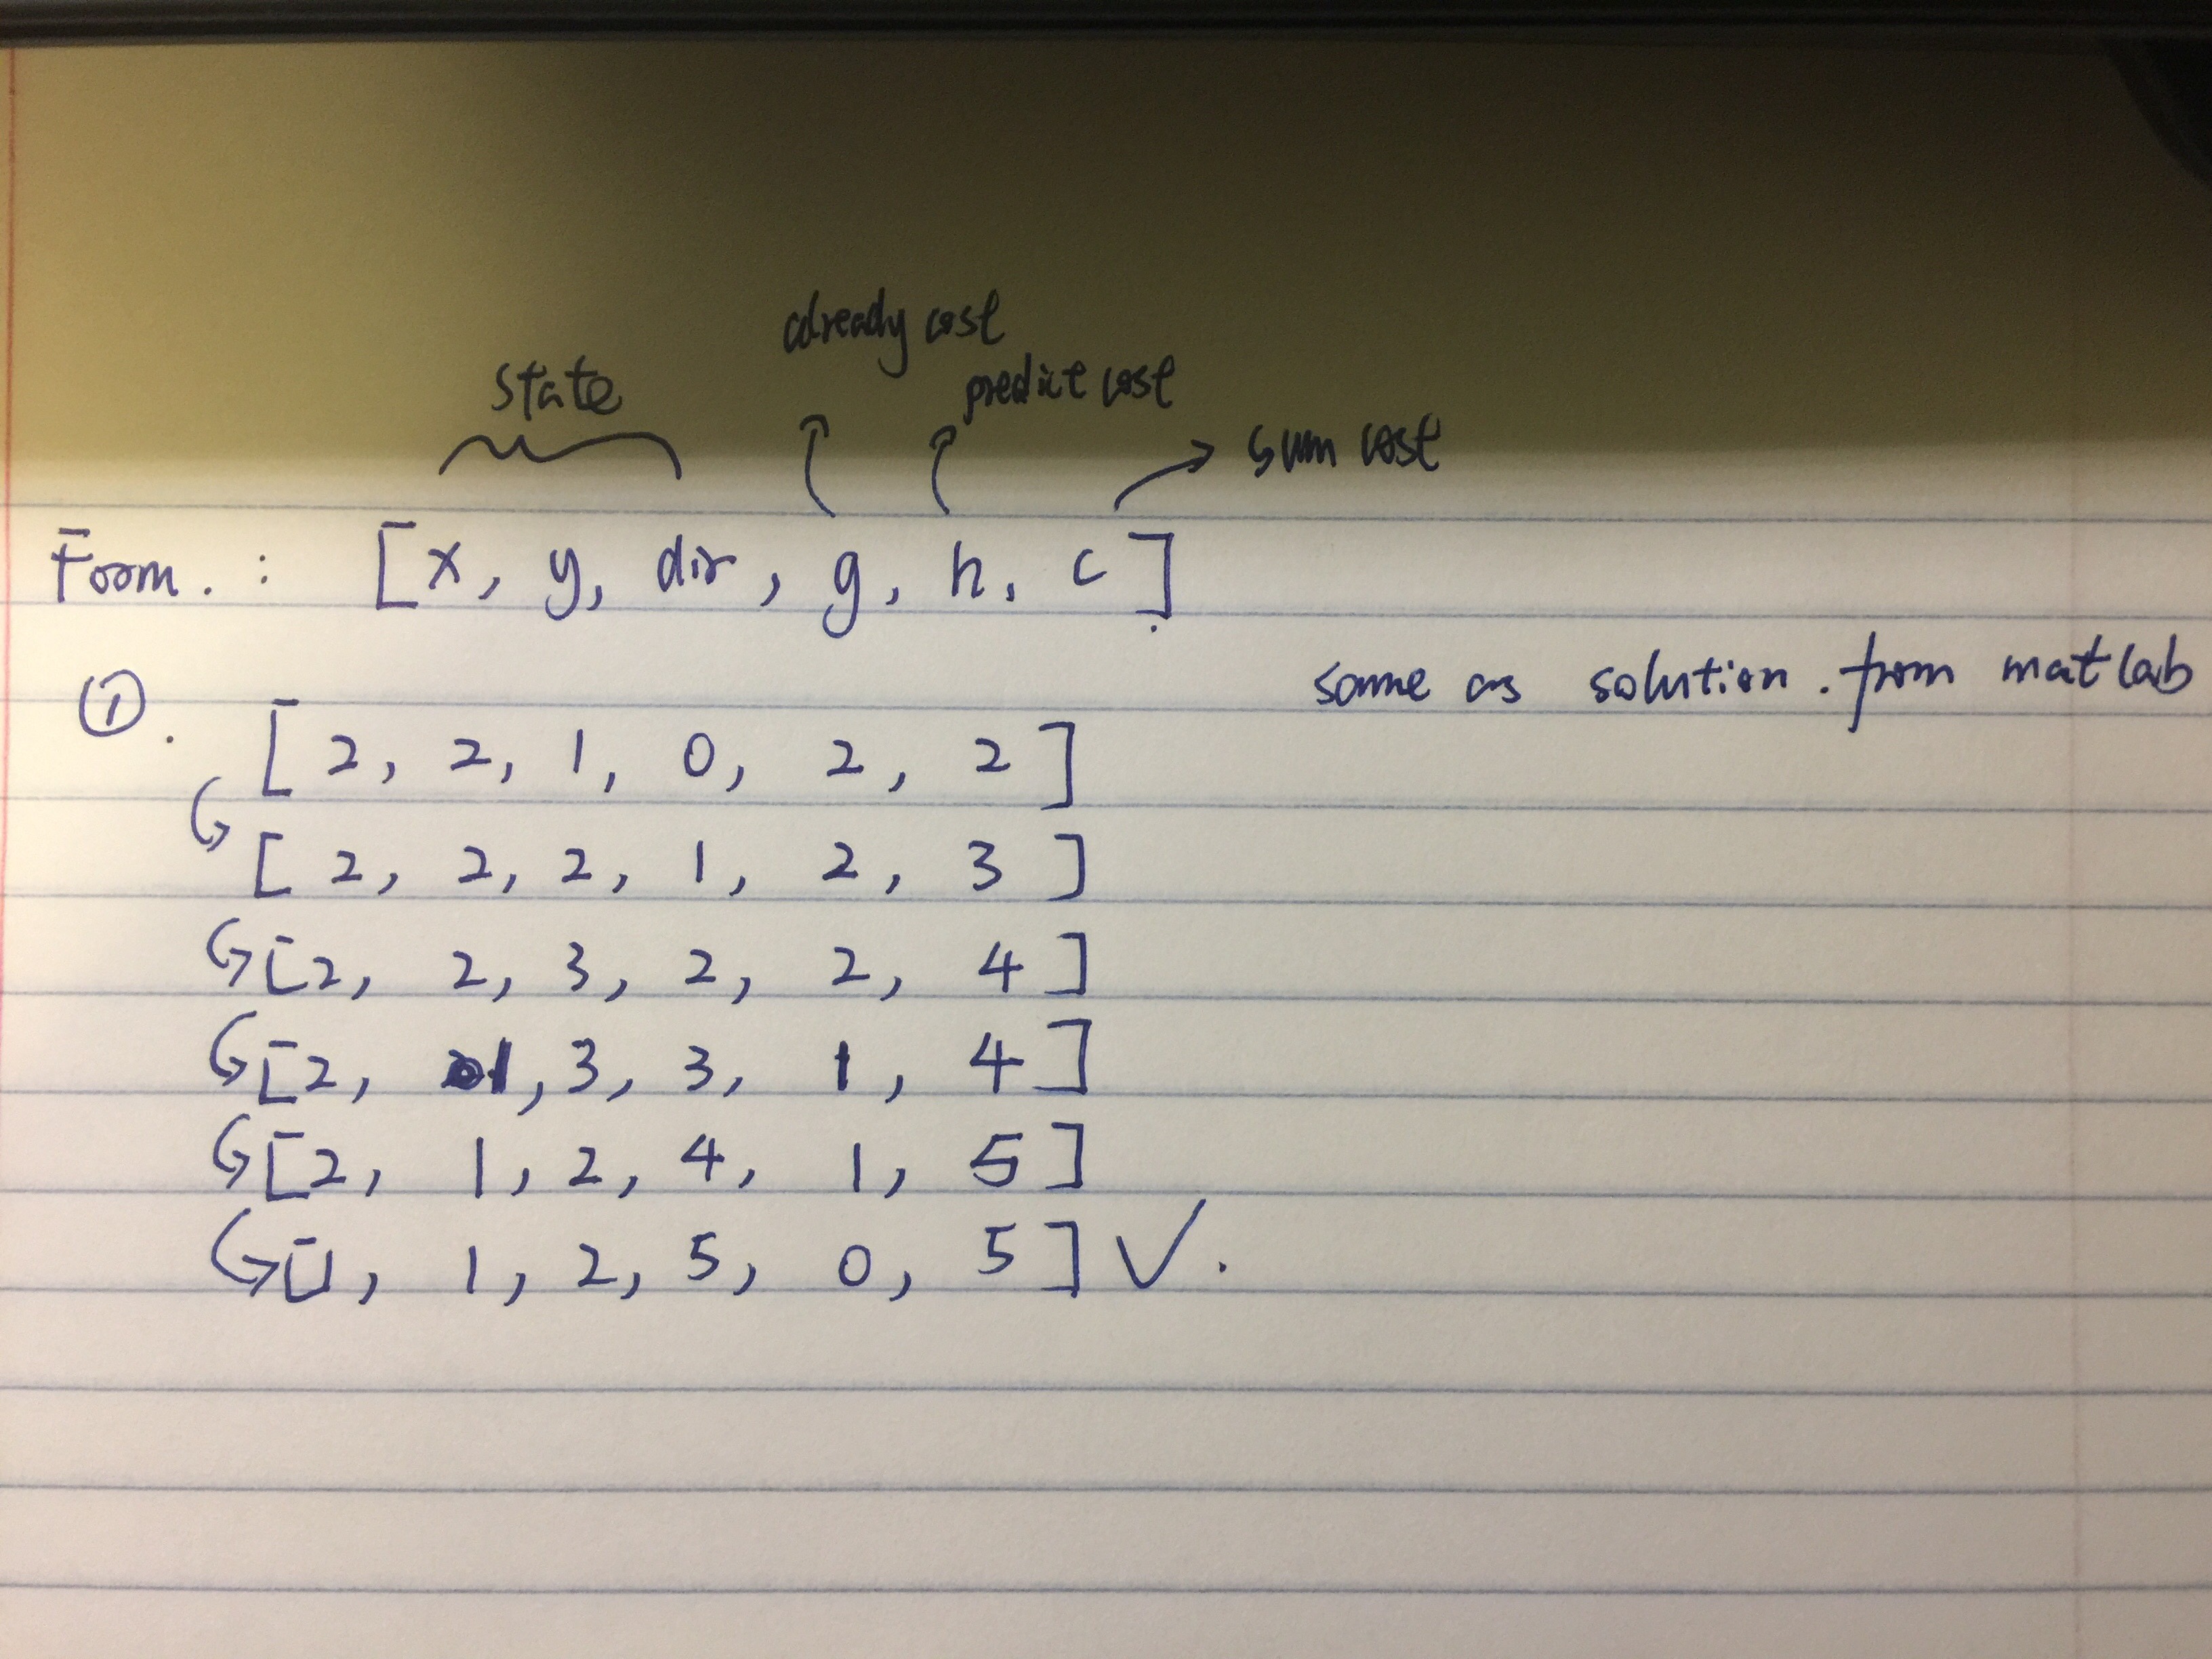 already cost
state predict cost
sum cost
Form. : [x, y, dir, g, h, c]
same as solution. from matlab
①.
[2, 2, 1, 0, 2, 2]
[2, 2, 2, 1, 2, 3]
[2, 2, 3, 2, 2, 4]
[2, 1, 3, 3, 1, 4]
[2, 1, 2, 4, 1, 5]
[1, 1, 2, 5, 0, 5] ✓.